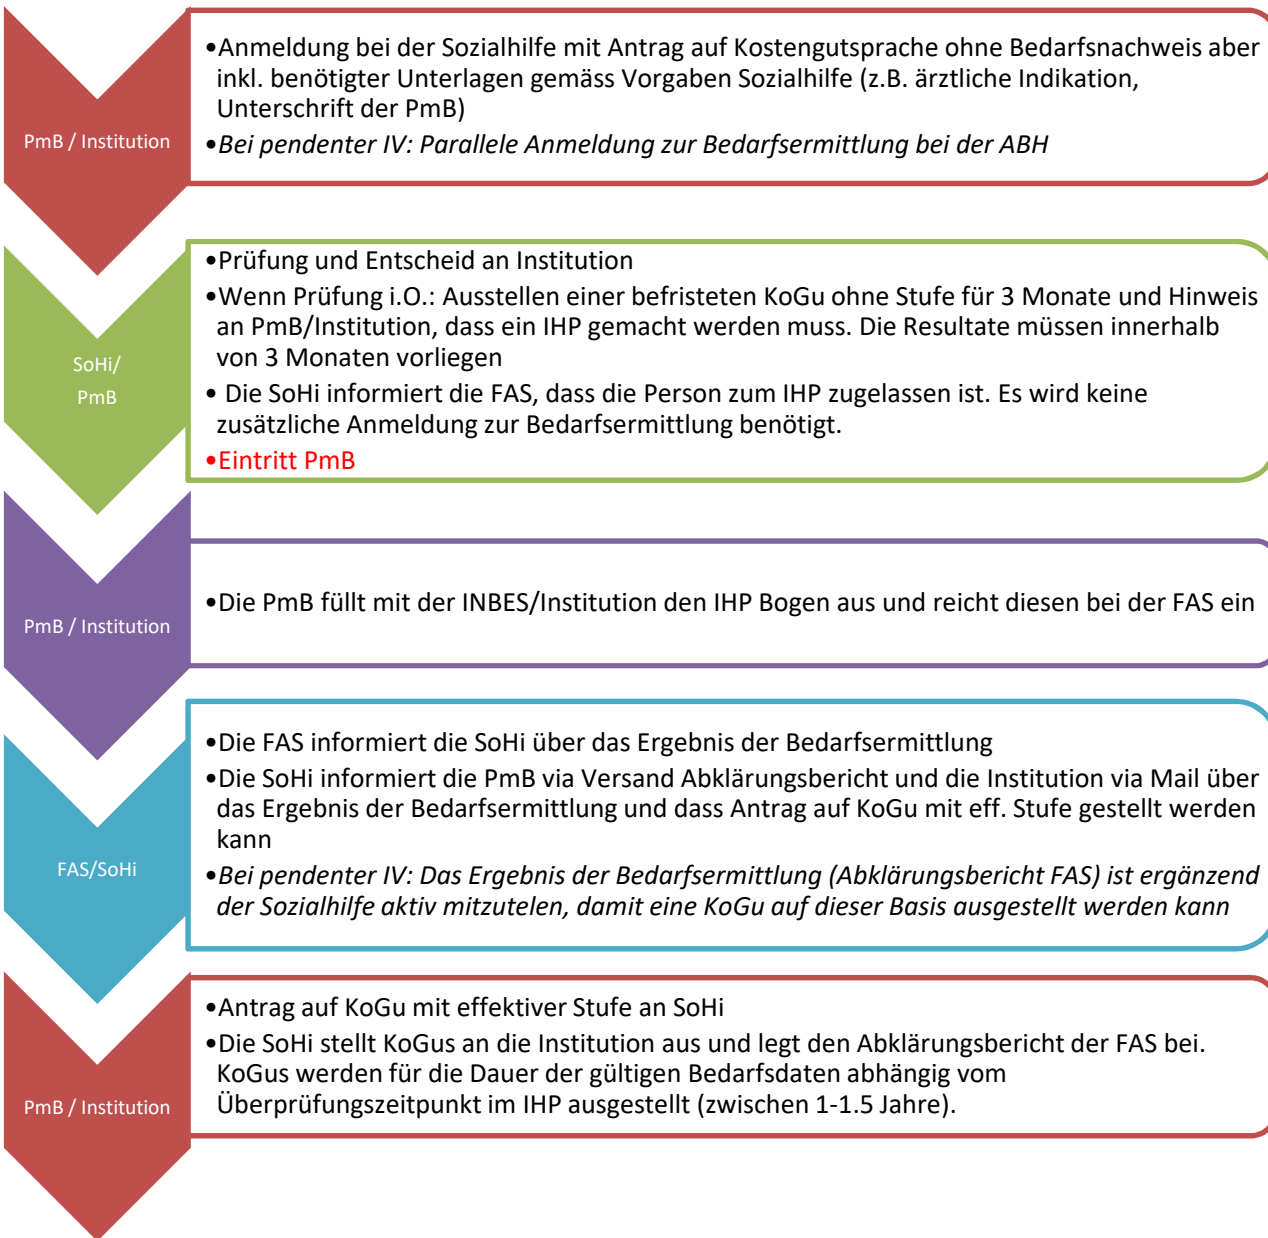 PmB / Institution
•Anmeldung bei der Sozialhilfe mit Antrag auf Kostengutsprache ohne Bedarfsnachweis aber
inkl. benötigter Unterlagen gemäss Vorgaben Sozialhilfe (z.B. ärztliche Indikation,
Unterschrift der PmB)
•Bei pendenter IV: Parallele Anmeldung zur Bedarfsermittlung bei der ABH
SoHi/
PmB
•Prüfung und Entscheid an Institution
•Wenn Prüfung i.O.: Ausstellen einer befristeten KoGu ohne Stufe für 3 Monate und Hinweis
an PmB/Institution, dass ein IHP gemacht werden muss. Die Resultate müssen innerhalb
von 3 Monaten vorliegen
• Die SoHi informiert die FAS, dass die Person zum IHP zugelassen ist. Es wird keine
zusätzliche Anmeldung zur Bedarfsermittlung benötigt.
•Eintritt PmB
PmB / Institution
•Die PmB füllt mit der INBES/Institution den IHP Bogen aus und reicht diesen bei der FAS ein
FAS/SoHi
•Die FAS informiert die SoHi über das Ergebnis der Bedarfsermittlung
•Die SoHi informiert die PmB via Versand Abklärungsbericht und die Institution via Mail über
das Ergebnis der Bedarfsermittlung und dass Antrag auf KoGu mit eff. Stufe gestellt werden
kann
•Bei pendenter IV: Das Ergebnis der Bedarfsermittlung (Abklärungsbericht FAS) ist ergänzend
der Sozialhilfe aktiv mitzutelen, damit eine KoGu auf dieser Basis ausgestellt werden kann
PmB / Institution
•Antrag auf KoGu mit effektiver Stufe an SoHi
•Die SoHi stellt KoGus an die Institution aus und legt den Abklärungsbericht der FAS bei.
KoGus werden für die Dauer der gültigen Bedarfsdaten abhängig vom
Überprüfungszeitpunkt im IHP ausgestellt (zwischen 1-1.5 Jahre).